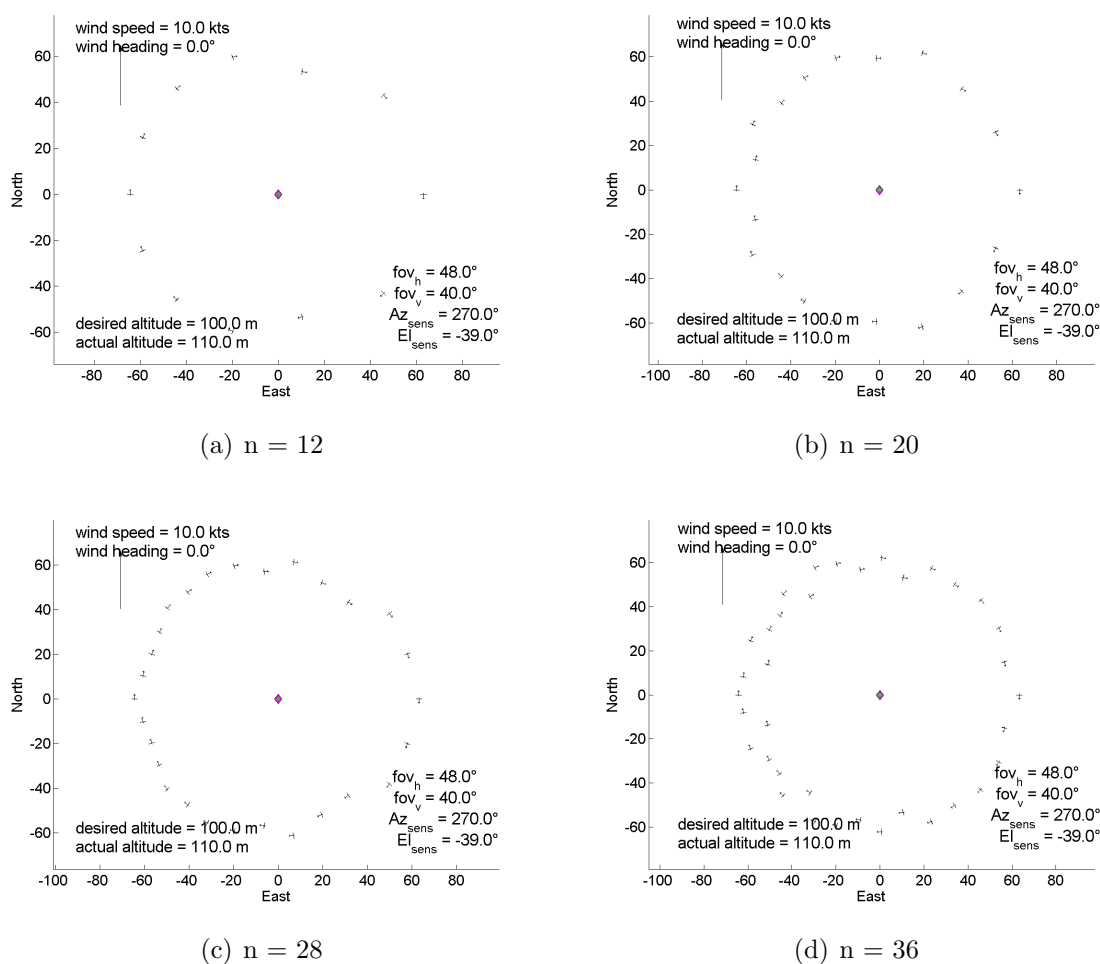 wind speed = 10.0 kts
wind heading = 0.0°
60
40
20
0
-20
-40
-60
North
fov_h = 48.0°
fov_v = 40.0°
Az_sens = 270.0°
El_sens = -39.0°
desired altitude = 100.0 m
actual altitude = 110.0 m
-80 -60 -40 -20 0 20 40 60 80
East
(a) n = 12
wind speed = 10.0 kts
wind heading = 0.0°
60
40
20
0
-20
-40
-60
North
fov_h = 48.0°
fov_v = 40.0°
Az_sens = 270.0°
El_sens = -39.0°
desired altitude = 100.0 m
actual altitude = 110.0 m
-100 -80 -60 -40 -20 0 20 40 60 80
East
(b) n = 20
wind speed = 10.0 kts
wind heading = 0.0°
60
40
20
0
-20
-40
-60
North
fov_h = 48.0°
fov_v = 40.0°
Az_sens = 270.0°
El_sens = -39.0°
desired altitude = 100.0 m
actual altitude = 110.0 m
-100 -80 -60 -40 -20 0 20 40 60 80
East
(c) n = 28
wind speed = 10.0 kts
wind heading = 0.0°
60
40
20
0
-20
-40
-60
North
fov_h = 48.0°
fov_v = 40.0°
Az_sens = 270.0°
El_sens = -39.0°
desired altitude = 100.0 m
actual altitude = 110.0 m
-100 -80 -60 -40 -20 0 20 40 60 80
East
(d) n = 36